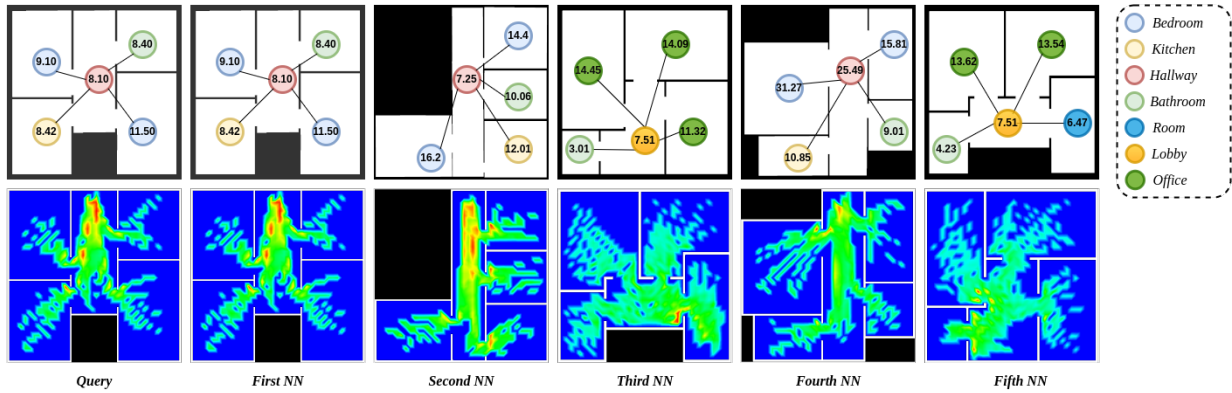 9.10
8.40
8.10
8.42
11.50
9.10
8.40
8.10
8.42
11.50
14.4
7.25
10.06
12.01
16.2
14.09
14.45
11.32
7.51
3.01
15.81
25.49
31.27
9.01
10.85
13.54
13.62
7.51
6.47
4.23
Bedroom
Kitchen
Hallway
Bathroom
Room
Lobby
Office
Query
First NN
Second NN
Third NN
Fourth NN
Fifth NN